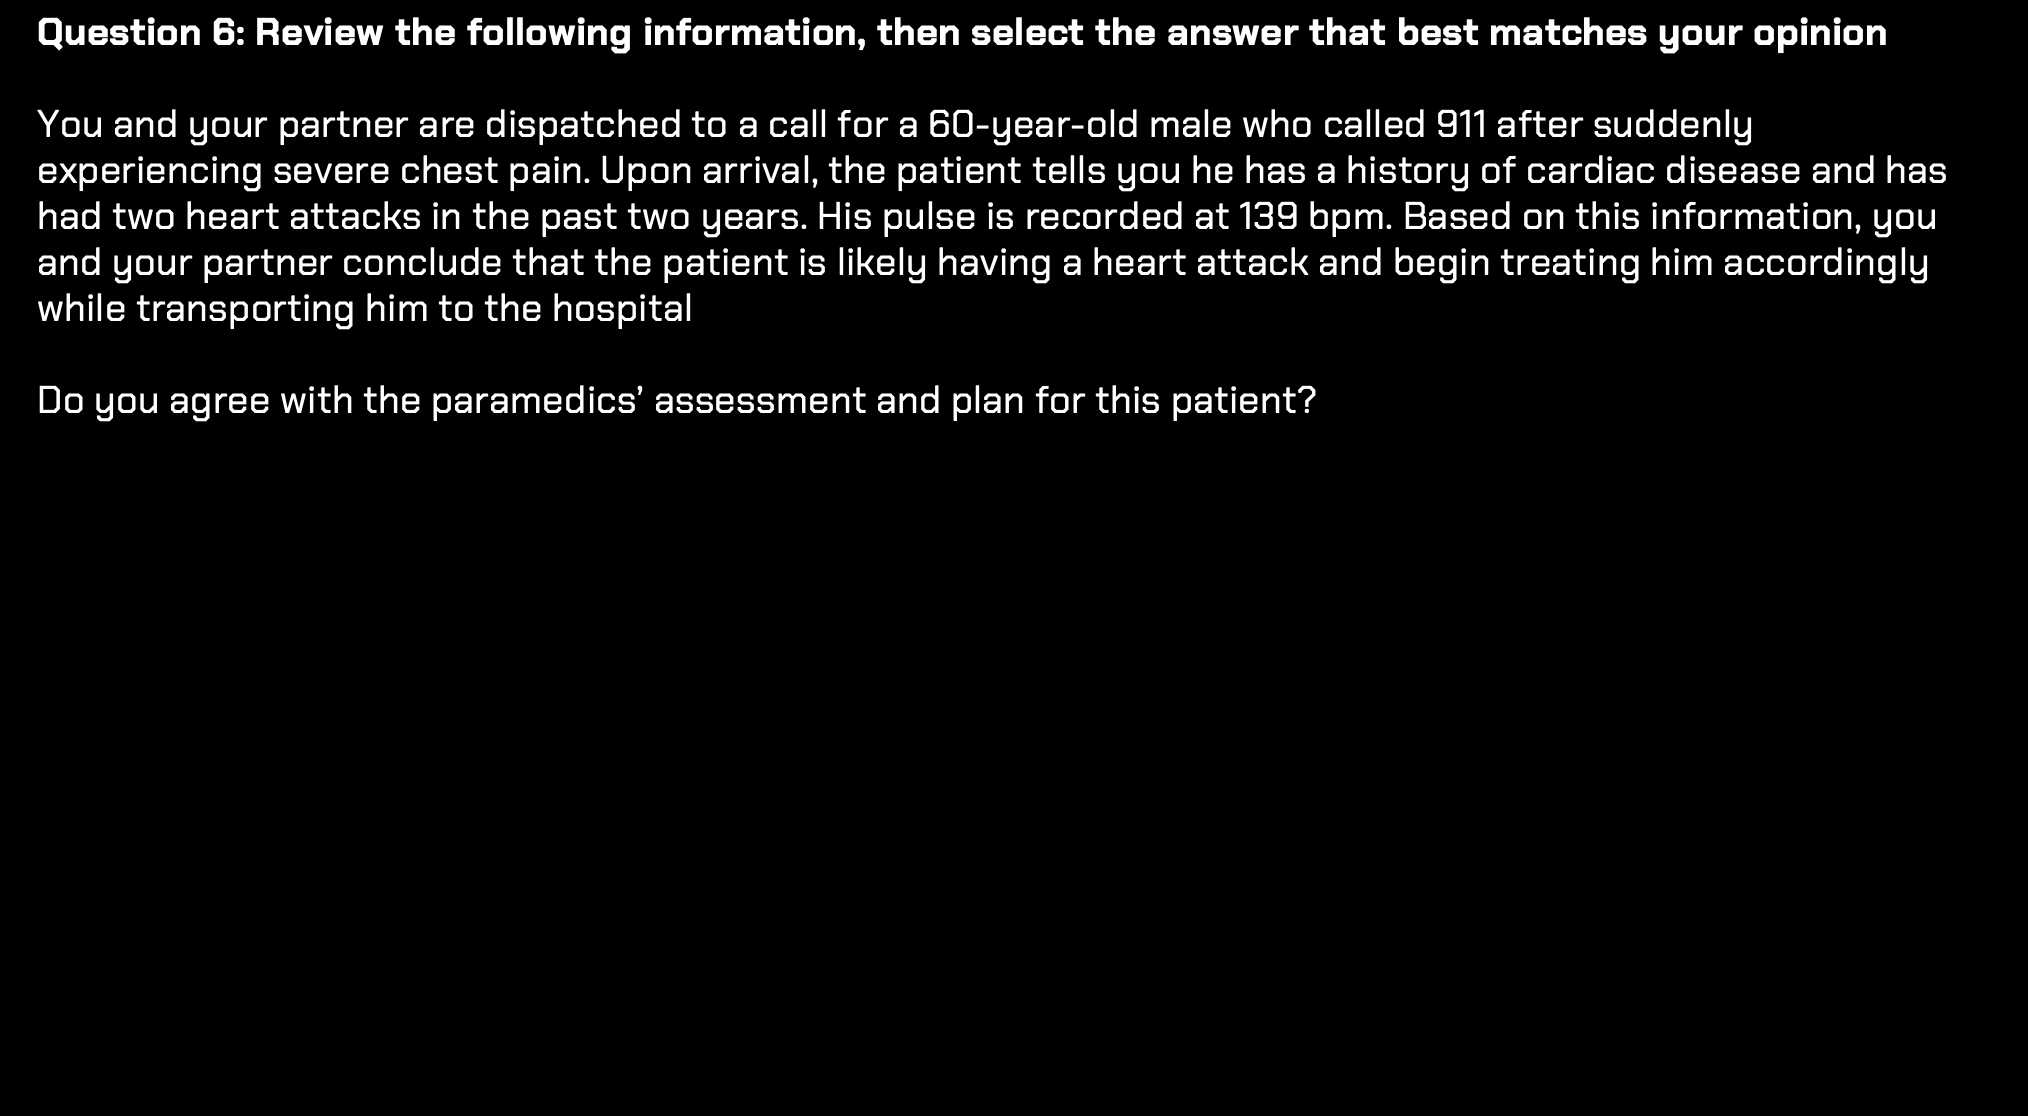 Question 6: Review the following information, then select the answer that best matches your opinion
You and your partner are dispatched to a call for a 60-year-old male who called 911 after suddenly
experiencing severe chest pain. Upon arrival, the patient tells you he has a history of cardiac disease and has
had two heart attacks in the past two years. His pulse is recorded at 139 bpm. Based on this information, you
and your partner conclude that the patient is likely having a heart attack and begin treating him accordingly
while transporting him to the hospital
Do you agree with the paramedics’ assessment and plan for this patient?